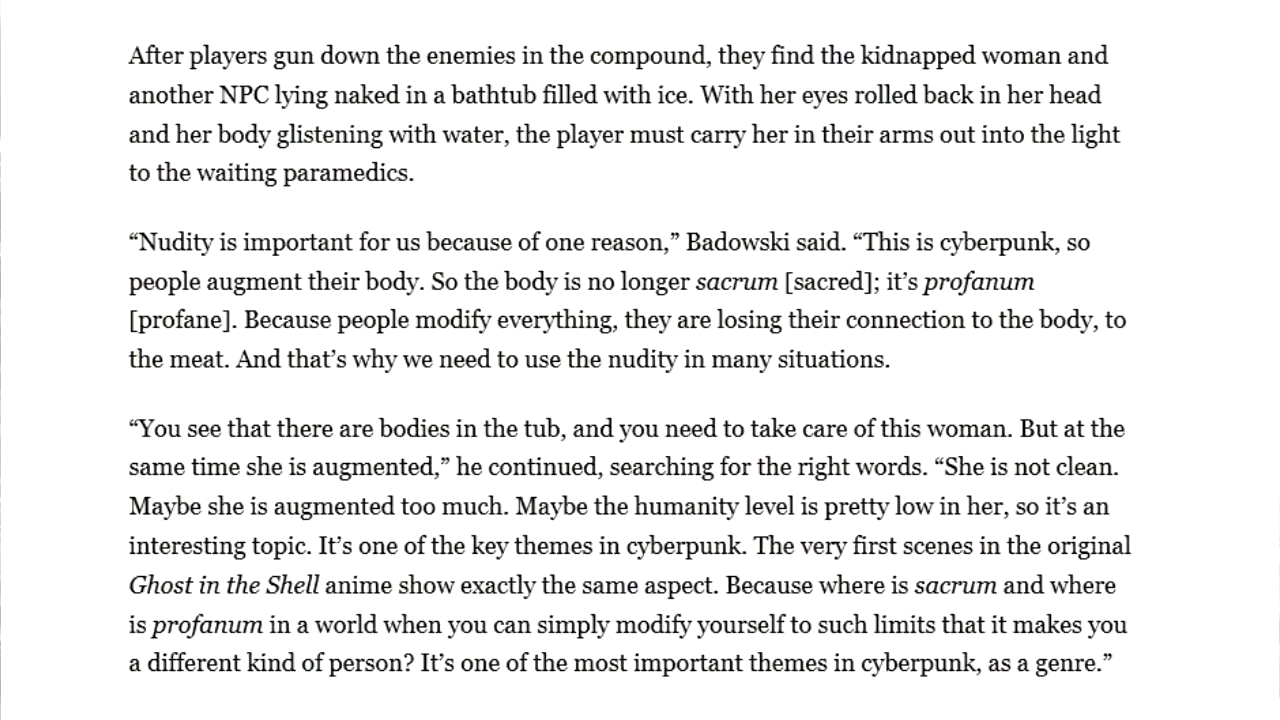 After players gun down the enemies in the compound, they find the kidnapped woman and
another NPC lying naked in a bathtub filled with ice. With her eyes rolled back in her head
and her body glistening with water, the player must carry her in their arms out into the light
to the waiting paramedics.
“Nudity is important for us because of one reason,” Badowski said. “This is cyberpunk, so
people augment their body. So the body is no longer sacrum [sacred]; it’s profanum
[profane]. Because people modify everything, they are losing their connection to the body, to
the meat. And that’s why we need to use the nudity in many situations.
“You see that there are bodies in the tub, and you need to take care of this woman. But at the
same time she is augmented,” he continued, searching for the right words. “She is not clean.
Maybe she is augmented too much. Maybe the humanity level is pretty low in her, so it’s an
interesting topic. It’s one of the key themes in cyberpunk. The very first scenes in the original
Ghost in the Shell anime show exactly the same aspect. Because where is sacrum and where
is profanum in a world when you can simply modify yourself to such limits that it makes you
a different kind of person? It’s one of the most important themes in cyberpunk, as a genre.”